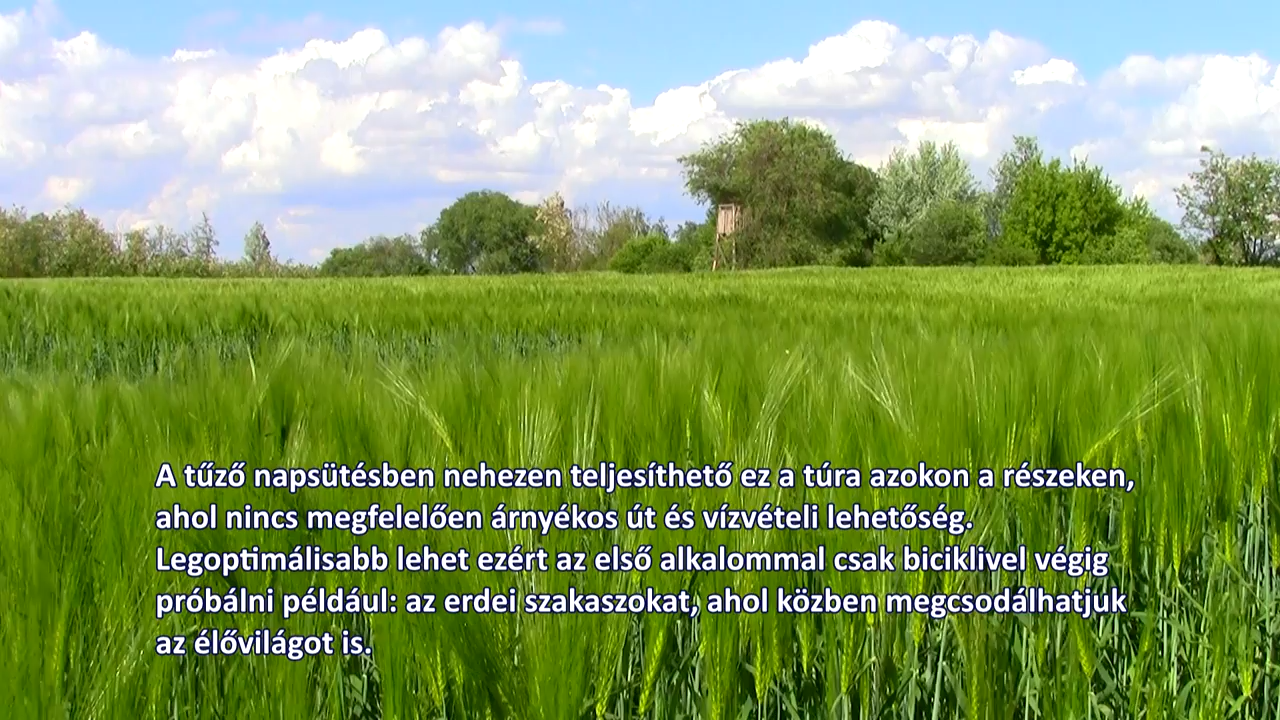 A tűző napsütésben nehezen teljesíthető ez a túra azokon a részeken,
ahol nincs megfelelően árnyékos út és vízvételi lehetőség.
Legoptimálisabb lehet ezért az első alkalommal csak biciklivel végig
próbálni például: az erdei szakaszokat, ahol közben megcsodálhatjuk
az élővilágot is.